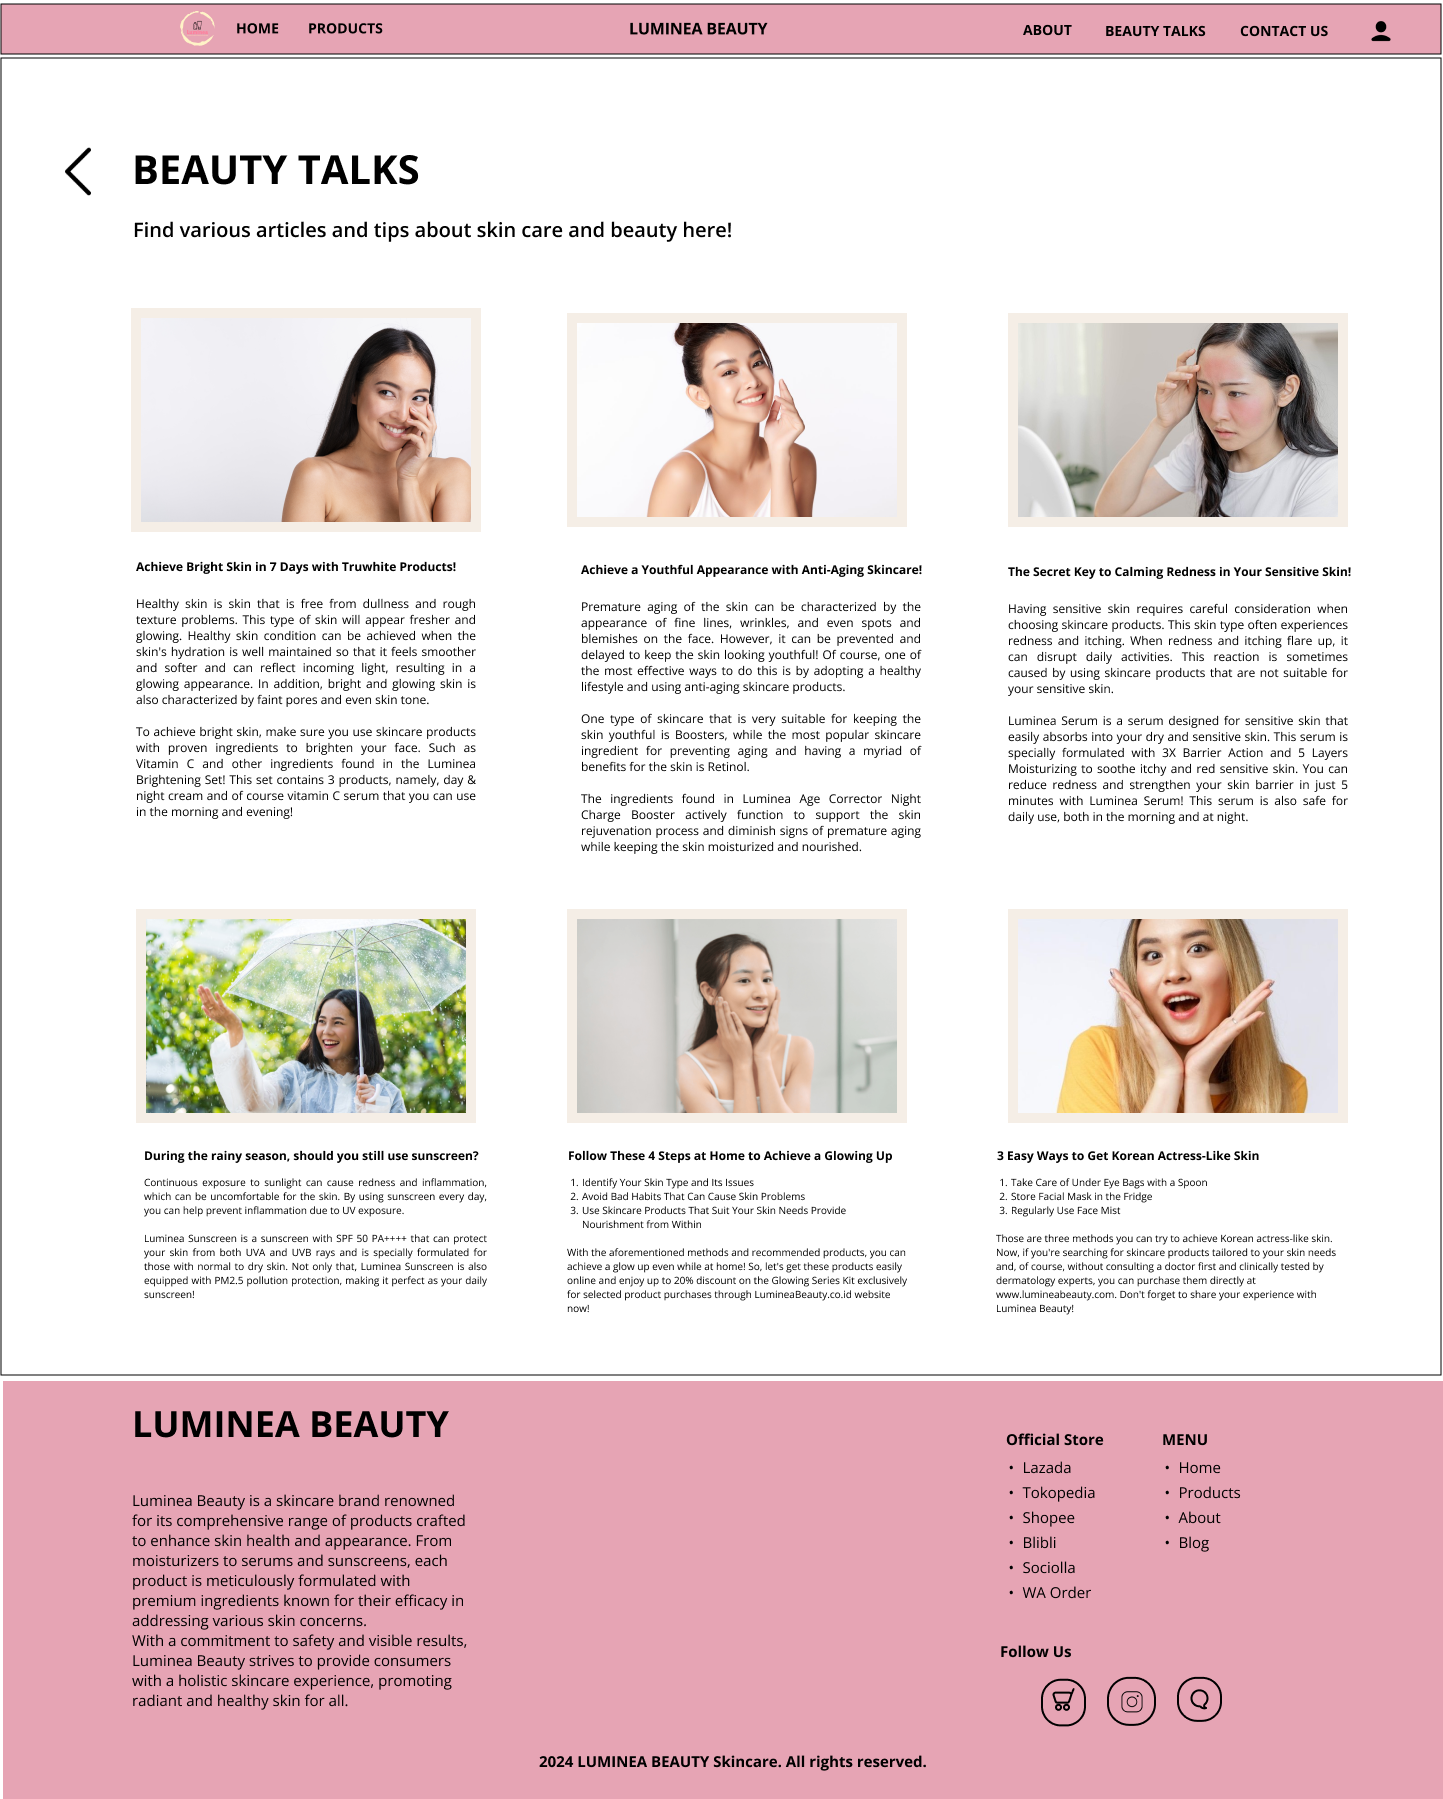 HOME
PRODUCTS
LUMINEA BEAUTY
ABOUT
BEAUTY TALKS
CONTACT US
BEAUTY TALKS
Find various articles and tips about skin care and beauty here!
Achieve Bright Skin in 7 Days with Truwhite Products!
Healthy skin is skin that is free from dullness and rough
texture problems. This type of skin will appear fresher and
glowing. Healthy skin condition can be achieved when the
skin's hydration is well maintained so that it feels smoother
and softer and can reflect incoming light, resulting in a
glowing appearance. In addition, bright and glowing skin is
also characterized by faint pores and even skin tone.
To achieve bright skin, make sure you use skincare products
with proven ingredients to brighten your face. Such as
Vitamin C and other ingredients found in the Luminea
Brightening Set! This set contains 3 products, namely, day &
night cream and of course vitamin C serum that you can use
in the morning and evening!
Achieve a Youthful Appearance with Anti-Aging Skincare!
Premature aging of the skin can be characterized by the
appearance of fine lines, wrinkles, and even spots and
blemishes on the face. However, it can be prevented and
delayed to keep the skin looking youthful! Of course, one of
the most effective ways to do this is by adopting a healthy
lifestyle and using anti-aging skincare products.
One type of skincare that is very suitable for keeping the
skin youthful is Boosters, while the most popular skincare
ingredient for preventing aging and having a myriad of
benefits for the skin is Retinol.
The ingredients found in Luminea Age Corrector Night
Charge Booster actively function to support the skin
rejuvenation process and diminish signs of premature aging
while keeping the skin moisturized and nourished.
The Secret Key to Calming Redness in Your Sensitive Skin!
Having sensitive skin requires careful consideration when
choosing skincare products. This skin type often experiences
redness and itching. When redness and itching flare up, it
can disrupt daily activities. This reaction is sometimes
caused by using skincare products that are not suitable for
your sensitive skin.
Luminea Serum is a serum designed for sensitive skin that
easily absorbs into your dry and sensitive skin. This serum is
specially formulated with 3X Barrier Action and 5 Layers
Moisturizing to soothe itchy and red sensitive skin. You can
reduce redness and strengthen your skin barrier in just 5
minutes with Luminea Serum! This serum is also safe for
daily use, both in the morning and at night.
During the rainy season, should you still use sunscreen?
Continuous exposure to sunlight can cause redness and inflammation,
which can be uncomfortable for the skin. By using sunscreen every day,
you can help prevent inflammation due to UV exposure.
Luminea Sunscreen is a sunscreen with SPF 50 PA++++ that can protect
your skin from both UVA and UVB rays and is specially formulated for
those with normal to dry skin. Not only that, Luminea Sunscreen is also
equipped with PM2.5 pollution protection, making it perfect as your daily
sunscreen!
Follow These 4 Steps at Home to Achieve a Glowing Up
1. Identify Your Skin Type and Its Issues
2. Avoid Bad Habits That Can Cause Skin Problems
3. Use Skincare Products That Suit Your Skin Needs Provide
Nourishment from Within
With the aforementioned methods and recommended products, you can
achieve a glow up even while at home! So, let's get these products easily
online and enjoy up to 20% discount on the Glowing Series Kit exclusively
for selected product purchases through LumineaBeauty.co.id website
now!
3 Easy Ways to Get Korean Actress-Like Skin
1. Take Care of Under Eye Bags with a Spoon
2. Store Facial Mask in the Fridge
3. Regularly Use Face Mist
Those are three methods you can try to achieve Korean actress-like skin.
Now, if you're searching for skincare products tailored to your skin needs
and, of course, without consulting a doctor first and clinically tested by
dermatology experts, you can purchase them directly at
www.lumineabeauty.com. Don't forget to share your experience with
Luminea Beauty!
LUMINEA BEAUTY
Luminea Beauty is a skincare brand renowned
for its comprehensive range of products crafted
to enhance skin health and appearance. From
moisturizers to serums and sunscreens, each
product is meticulously formulated with
premium ingredients known for their efficacy in
addressing various skin concerns.
With a commitment to safety and visible results,
Luminea Beauty strives to provide consumers
with a holistic skincare experience, promoting
radiant and healthy skin for all.
Official Store
• Lazada
• Tokopedia
• Shopee
• Blibli
• Sociolla
• WA Order
MENU
• Home
• Products
• About
• Blog
Follow Us
2024 LUMINEA BEAUTY Skincare. All rights reserved.